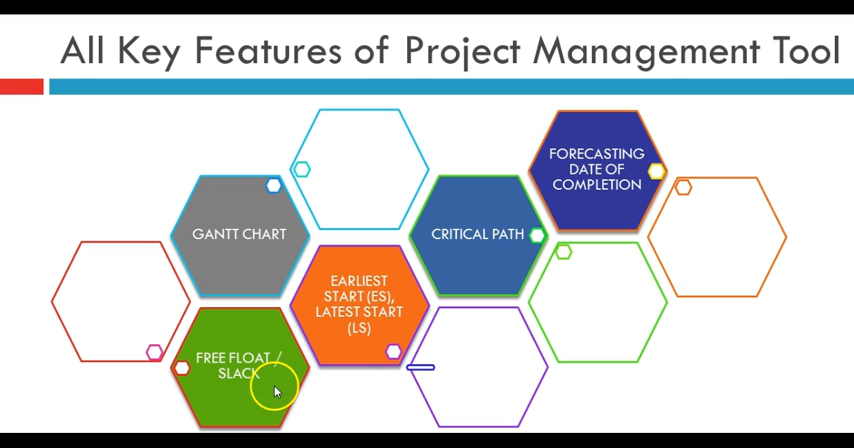 All Key Features of Project Management Tool
FORECASTING
DATE OF
COMPLETION
GANTT CHART
CRITICAL PATH
EARLIEST
START (ES),
LATEST START
(LS)
FREE FLOAT /
SLACK